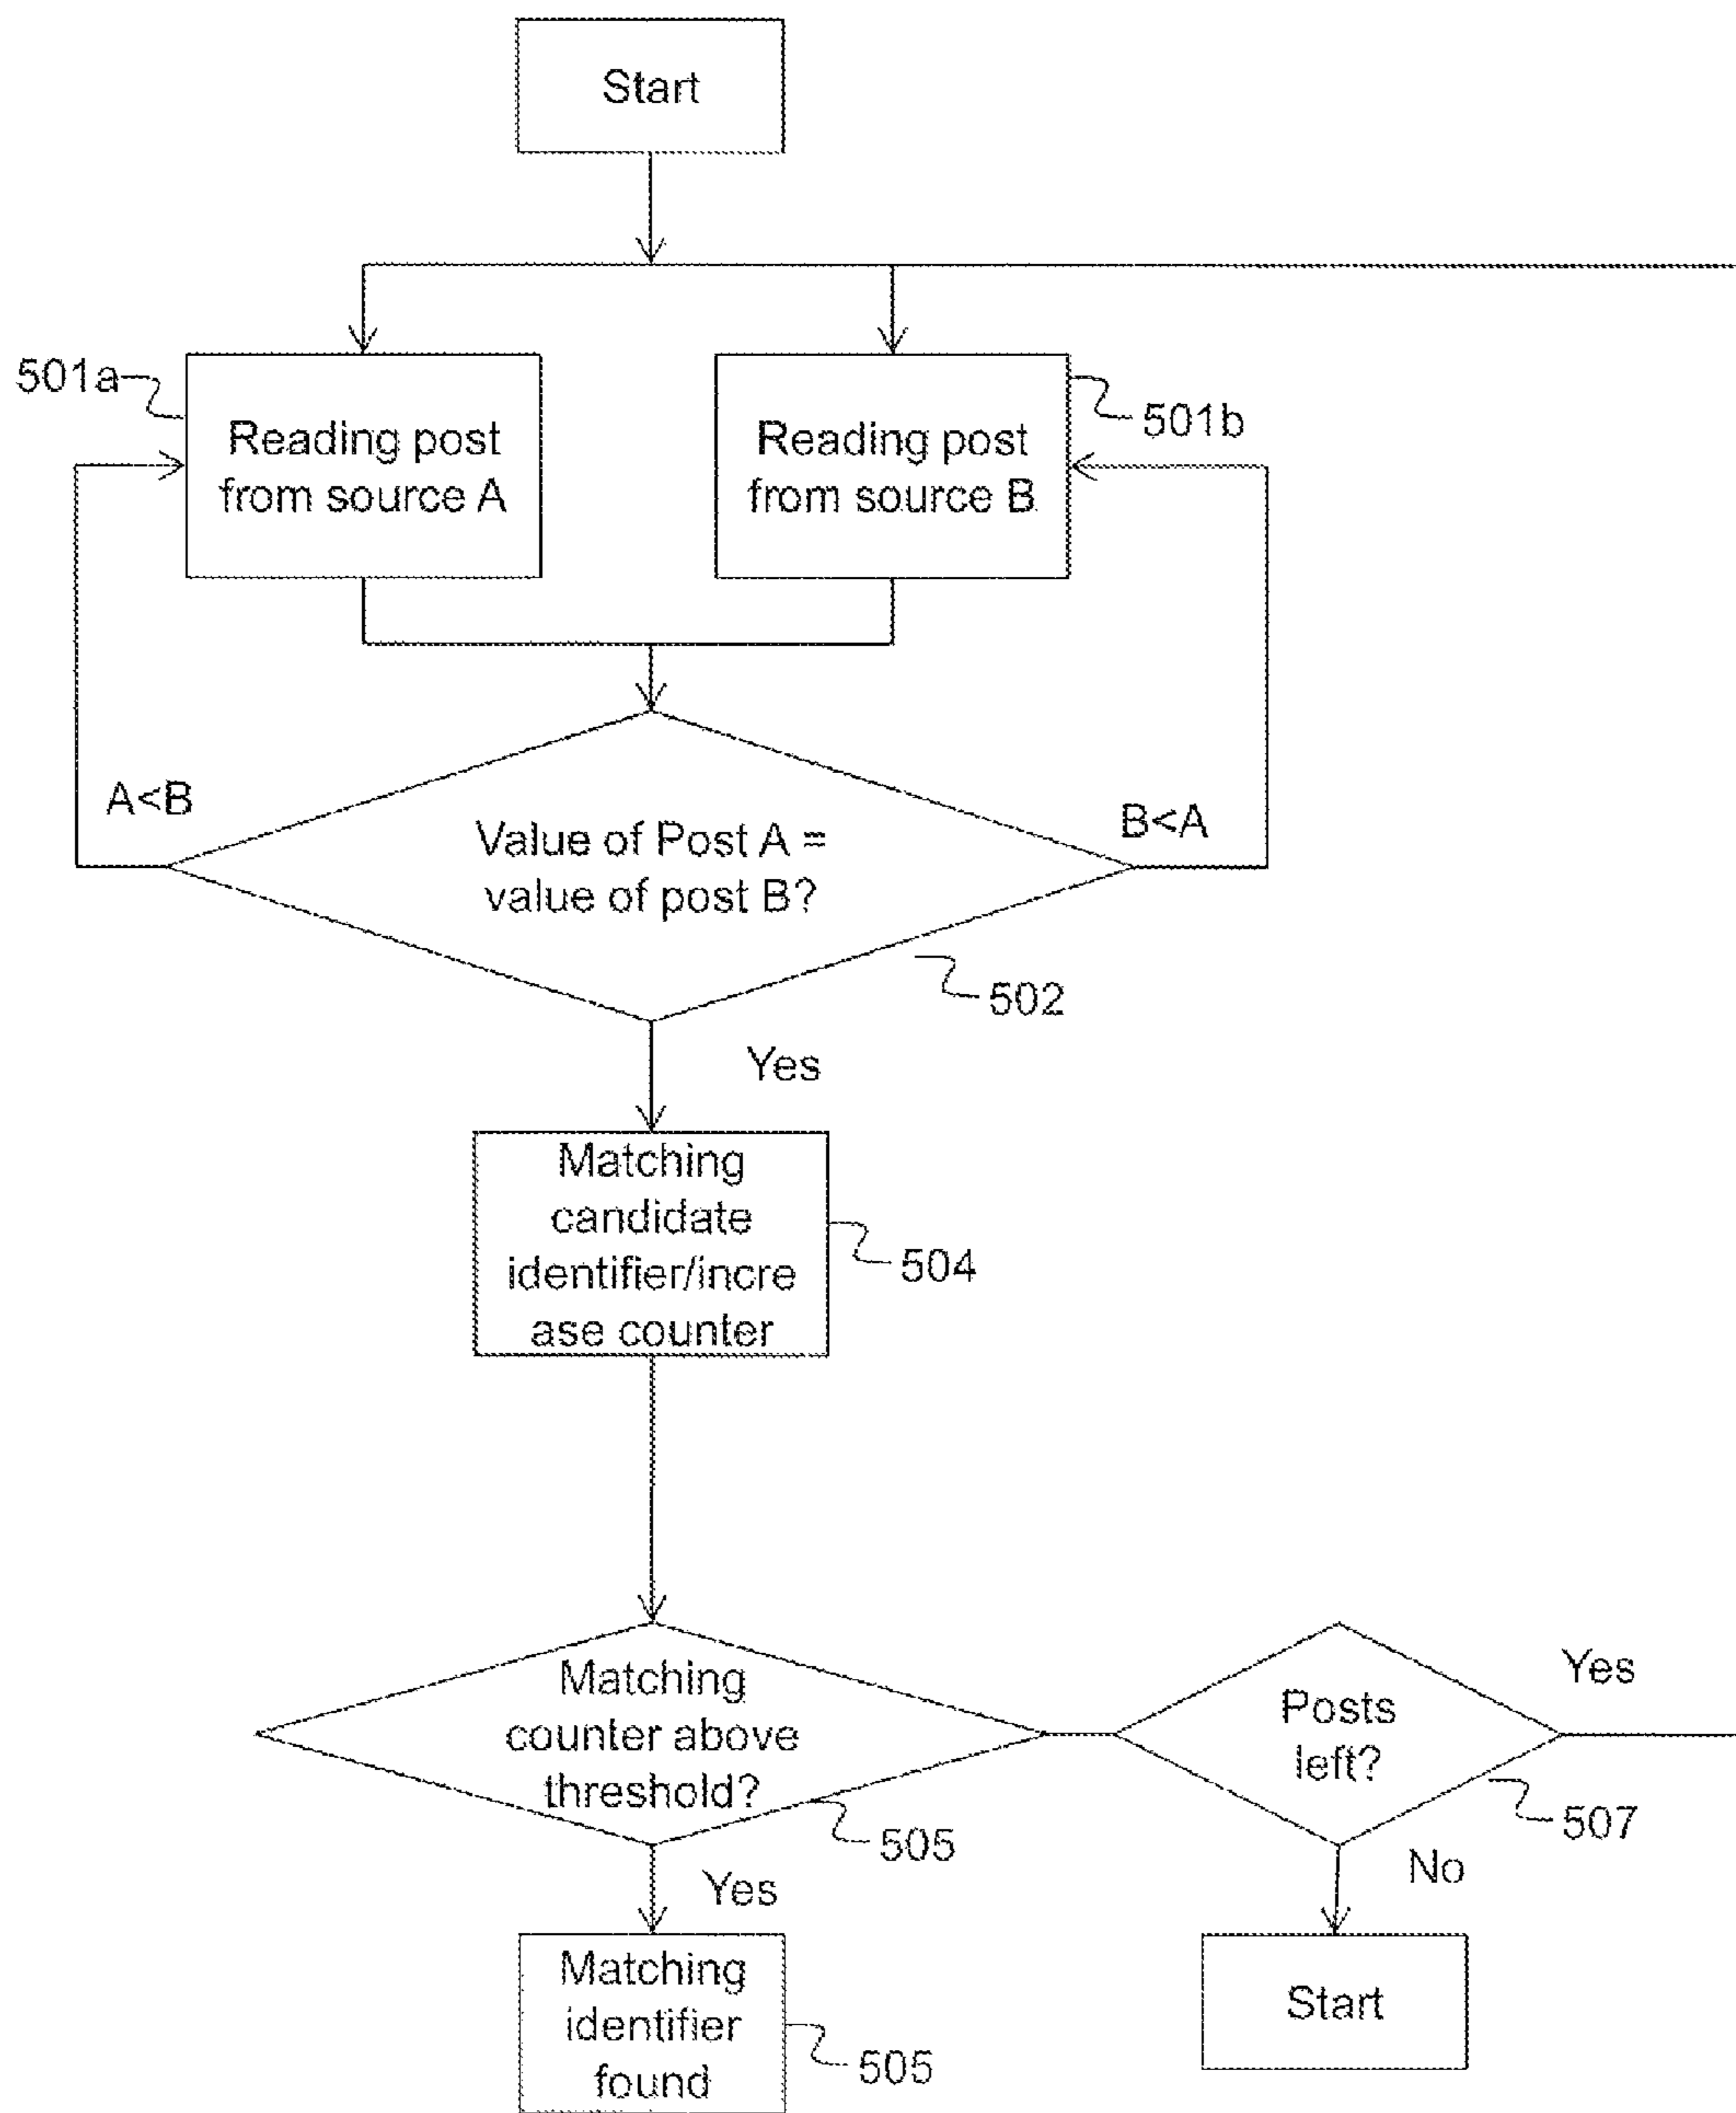 Start
501a
Reading post
from source A
Reading post
from source B
501b
A<B
Value of Post A =
value of post B?
B<A
502
Yes
Matching
candidate
identifier/incre
ase counter
504
Matching
counter above
threshold?
505
Posts
left?
Yes
507
Yes
No
Matching
identifier
found
505
Start